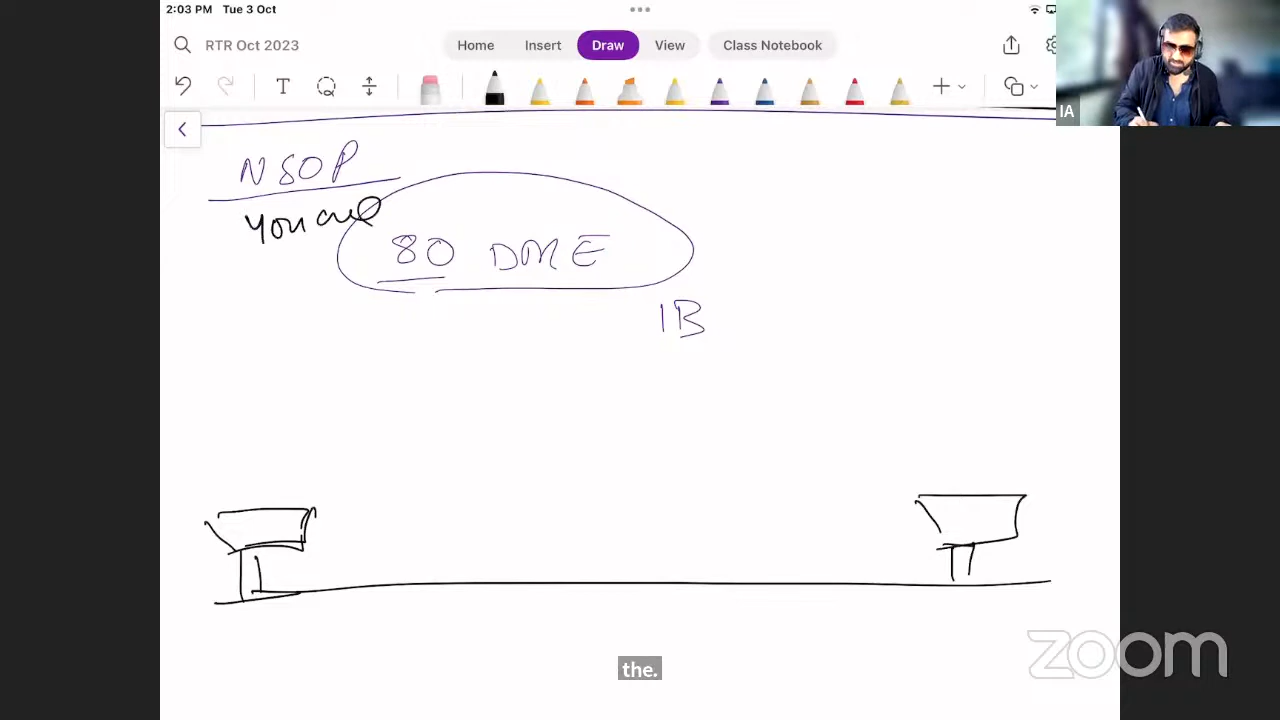 2:03 PM Tue 3 Oct
RTR Oct 2023
Home Insert Draw View Class Notebook
T
IA
NSOP
You are
80 DME
IB
zoom
the.